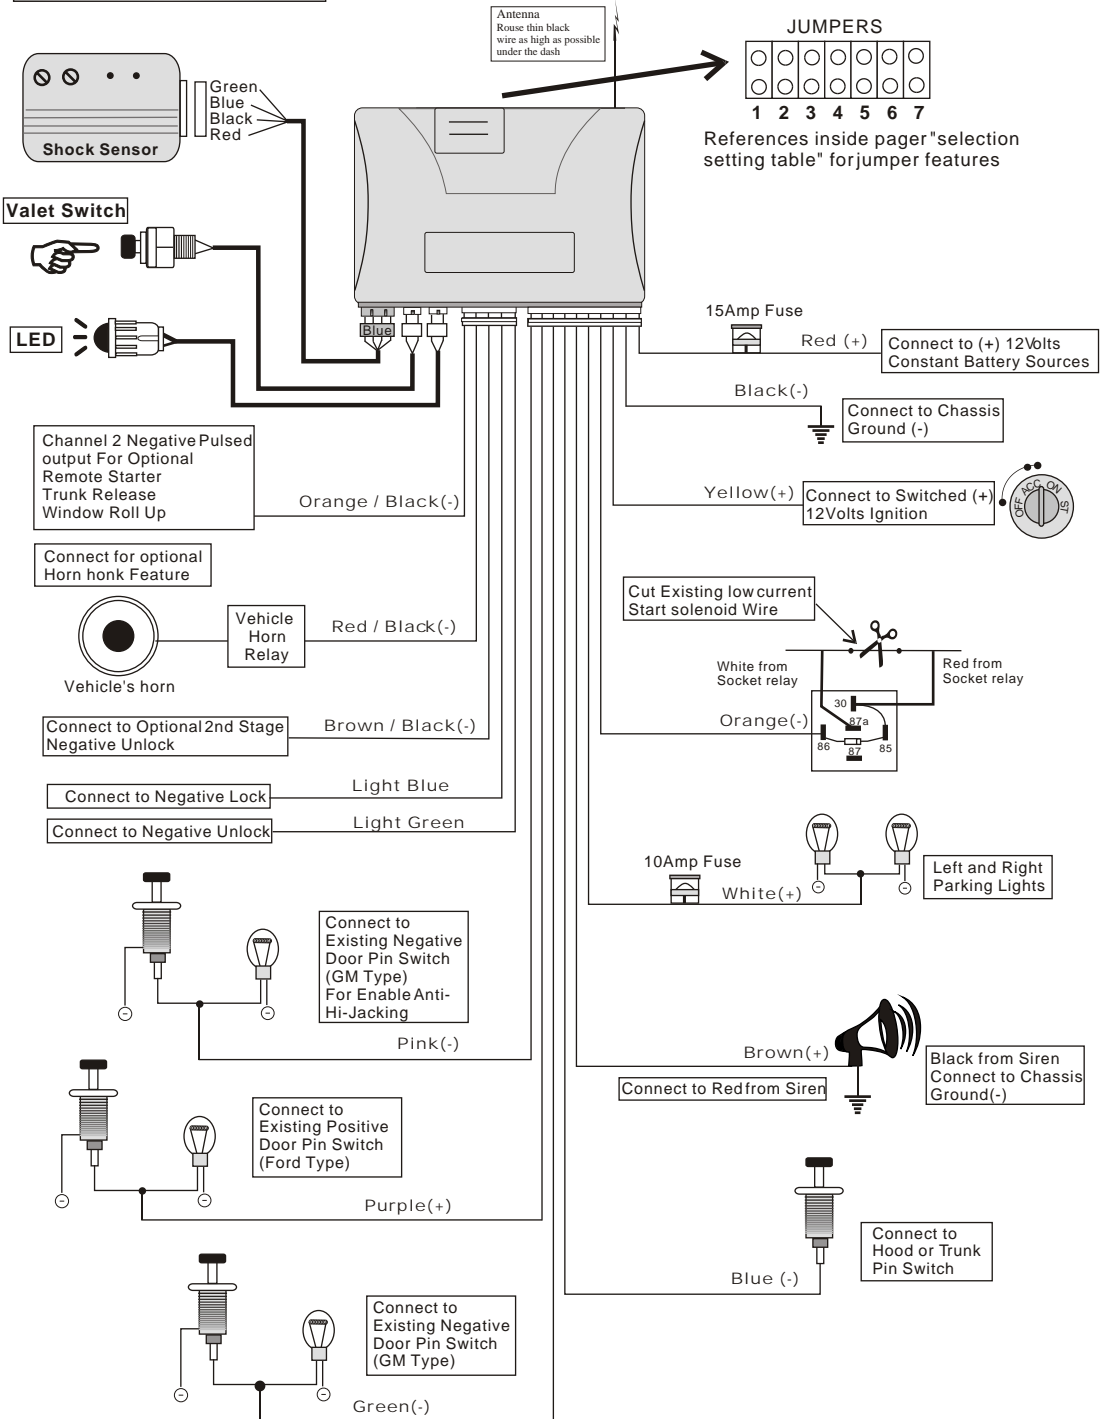 Antenna
Rouse thin black
wire as high as possible
under the dash
JUMPERS
1 2 3 4 5 6 7
References inside pager "selection
setting table" for jumper features
Green
Blue
Black
Red
Shock Sensor
Valet Switch
LED
Blue
15Amp Fuse
Red (+)
Connect to (+) 12Volts
Constant Battery Sources
Black(-)
Connect to Chassis
Ground (-)
Channel 2 Negative Pulsed
output For Optional
Remote Starter
Trunk Release
Window Roll Up
Orange / Black(-)
Yellow(+)
Connect to Switched (+)
12Volts Ignition
OFF ACC ON ST
Connect for optional
Horn honk Feature
Vehicle
Horn
Relay
Red / Black(-)
Vehicle's horn
Cut Existing low current
Start solenoid Wire
White from
Socket relay
Red from
Socket relay
Orange(-)
30
87a
86
87
85
Connect to Optional 2nd Stage
Negative Unlock
Brown / Black(-)
Connect to Negative Lock
Light Blue
Connect to Negative Unlock
Light Green
10Amp Fuse
White(+)
Left and Right
Parking Lights
Connect to
Existing Negative
Door Pin Switch
(GM Type)
For Enable Anti-
Hi-Jacking
Pink(-)
Brown(+)
Connect to Red from Siren
Black from Siren
Connect to Chassis
Ground(-)
Connect to
Existing Positive
Door Pin Switch
(Ford Type)
Purple(+)
Connect to
Hood or Trunk
Pin Switch
Blue (-)
Connect to
Existing Negative
Door Pin Switch
(GM Type)
Green(-)